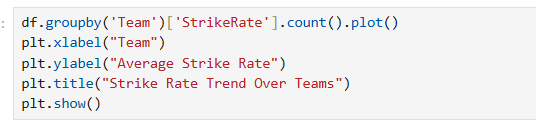 : df.groupby('Team')['StrikeRate'].count().plot()
plt.xlabel("Team")
plt.ylabel("Average Strike Rate")
plt.title("Strike Rate Trend Over Teams")
plt.show()